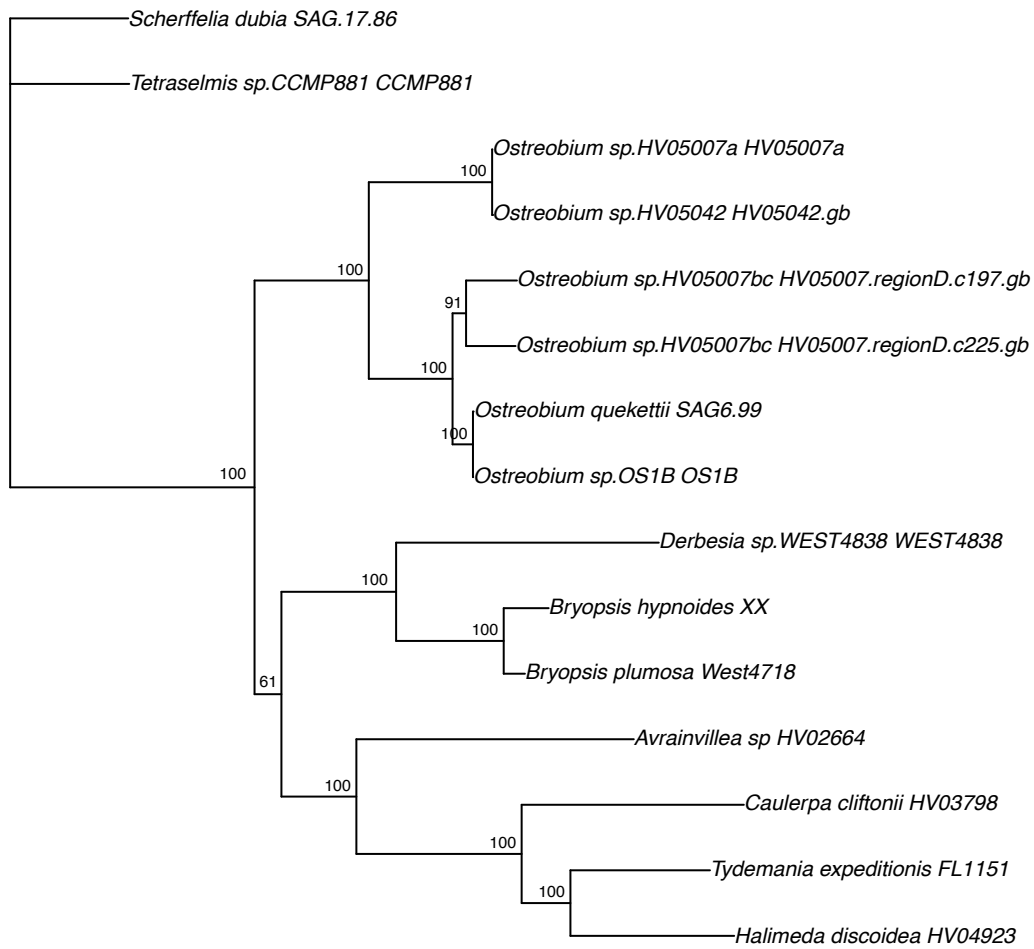 Scherffelia dubia SAG.17.86
Tetraselmis sp.CCMP881 CCMP881
Ostreobium sp.HV05007a HV05007a
100
Ostreobium sp.HV05042 HV05042.gb
100
Ostreobium sp.HV05007bc HV05007.regionD.c197.gb
91
Ostreobium sp.HV05007bc HV05007.regionD.c225.gb
100
Ostreobium quekettii SAG6.99
100
Ostreobium sp.OS1B OS1B
100
Derbesia sp.WEST4838 WEST4838
100
Bryopsis hypnoides XX
100
Bryopsis plumosa West4718
61
Avrainvillea sp HV02664
100
Caulerpa cliftonii HV03798
100
Tydemania expeditionis FL1151
100
Halimeda discoidea HV04923